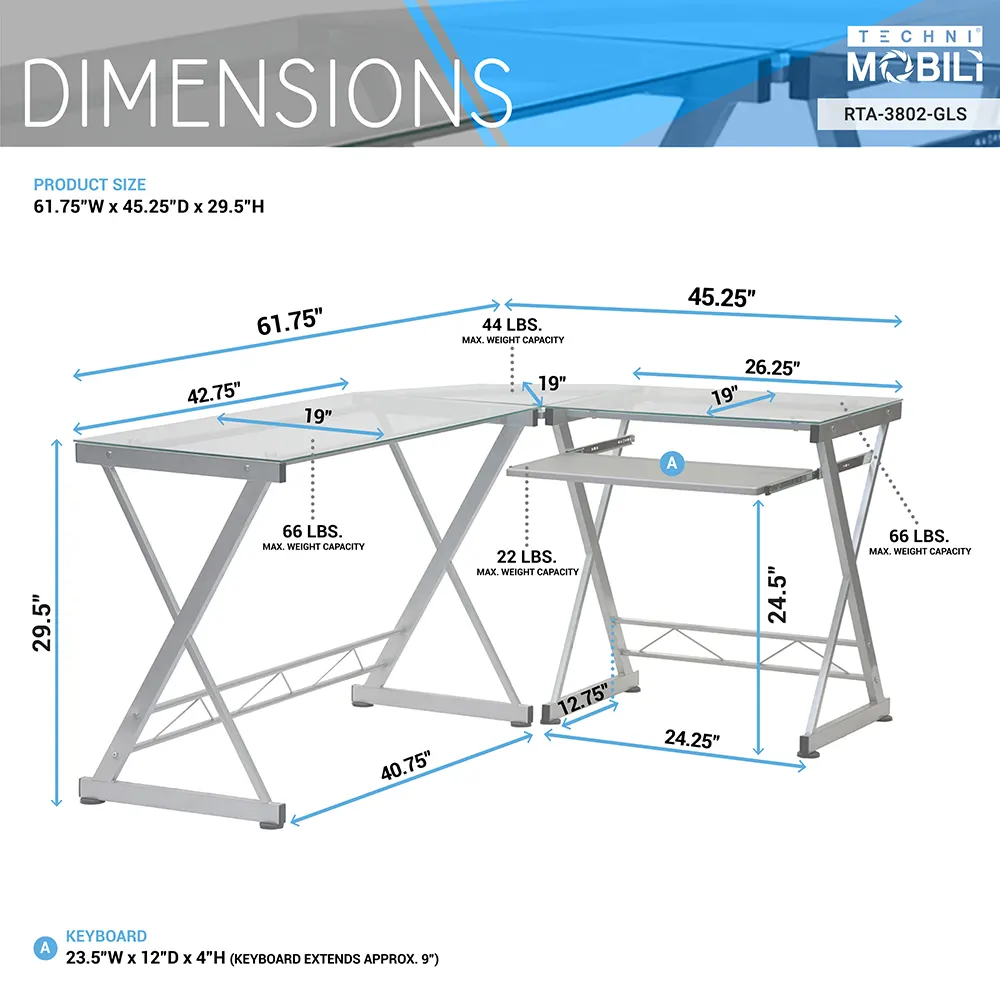 DIMENSIONS
TECHNI
MOBILI®
RTA-3802-GLS
PRODUCT SIZE
61.75"W x 45.25"D x 29.5"H
61.75"
45.25"
44 LBS.
MAX. WEIGHT CAPACITY
42.75"
19"
19"
26.25"
19"
A
66 LBS.
MAX. WEIGHT CAPACITY
22 LBS.
MAX. WEIGHT CAPACITY
66 LBS.
MAX. WEIGHT CAPACITY
29.5"
24.5"
12.75"
40.75"
24.25"
A
KEYBOARD
23.5"W x 12"D x 4"H (KEYBOARD EXTENDS APPROX. 9")